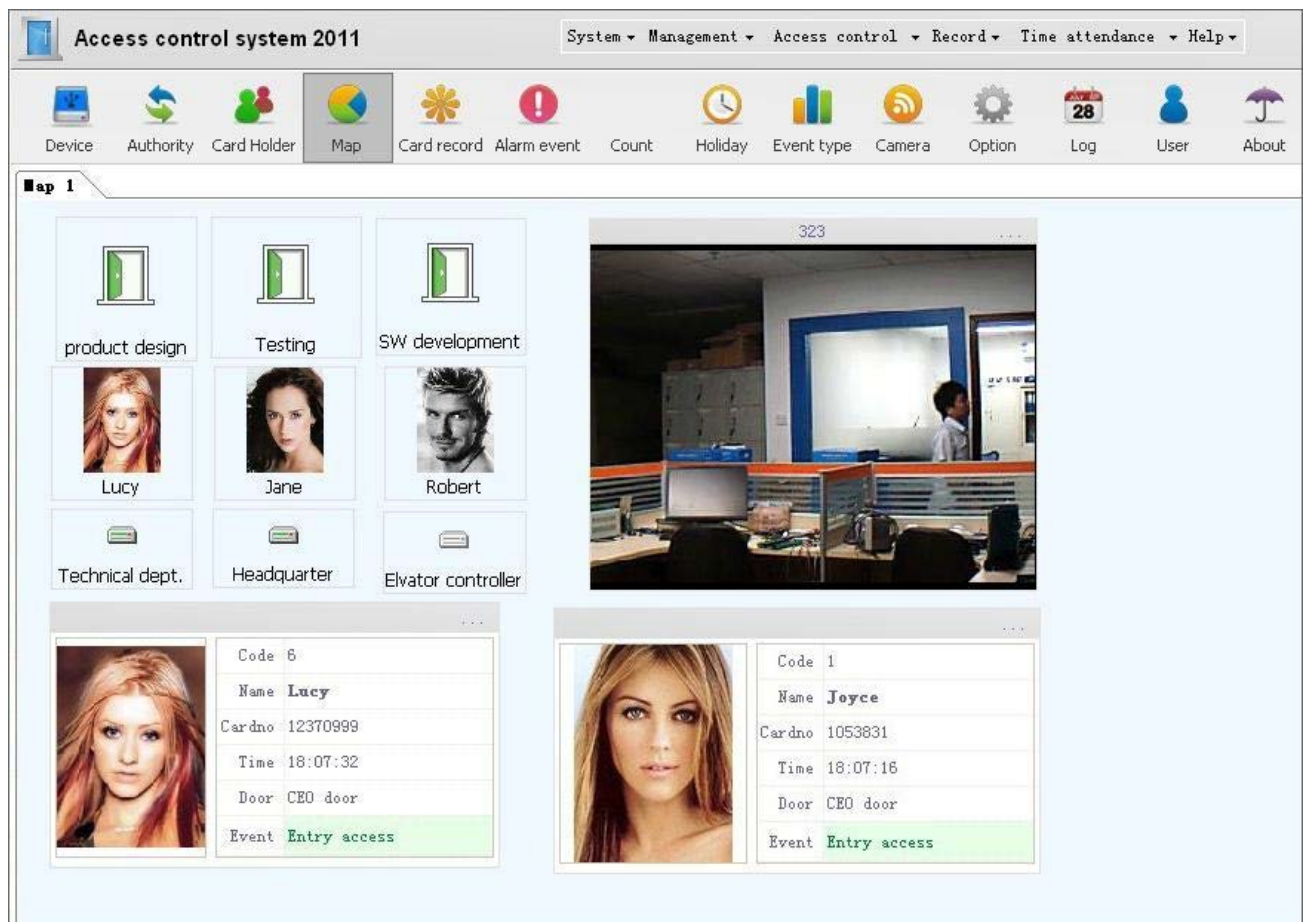 Access control system 2011
System Management Access control Record Time attendance Help
Device Authority Card Holder Map Card record Alarm event Count Holiday Event type Camera Option Log User About
28
Map 1
323 ...
product design Testing SW development
Lucy Jane Robert
Technical dept. Headquarter Elvator controller
...
Code 6
Name Lucy
Cardno 12370999
Time 18:07:32
Door CEO door
Event Entry access
...
Code 1
Name Joyce
Cardno 1053831
Time 18:07:16
Door CEO door
Event Entry access